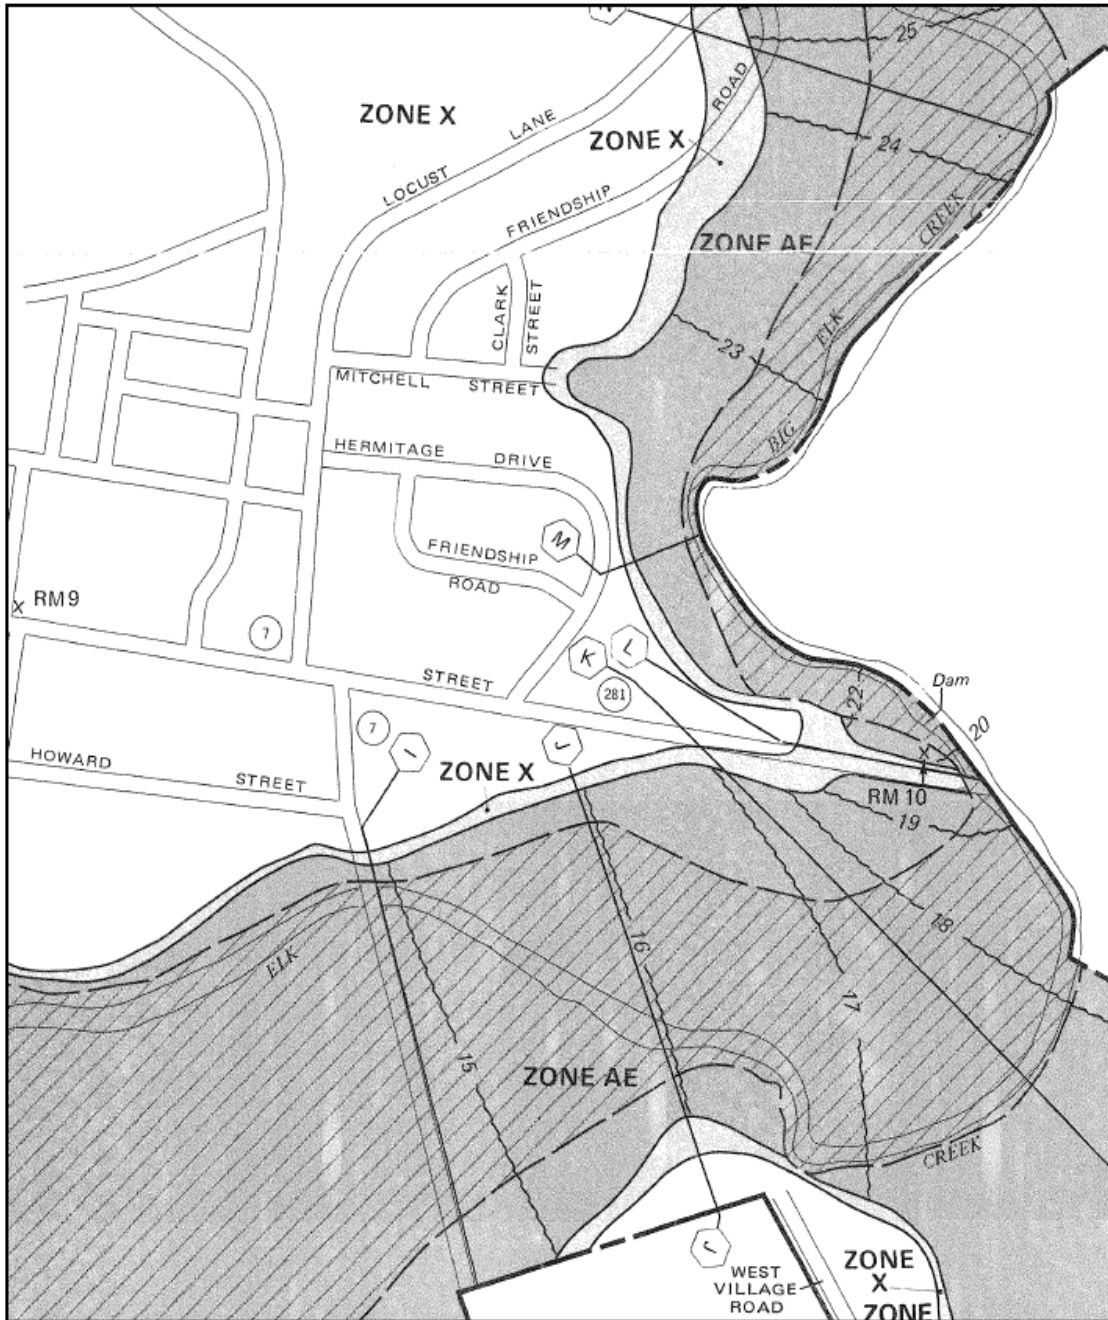 25
ROAD
ZONE X
LANE
ZONE X
24
LOCUST
FRIENDSHIP
CREEK
ZONE AE
CLARK
STREET
ELK
23
MITCHELL STREET
BIG
HERMITAGE DRIVE
M
FRIENDSHIP
ROAD
RM9
7
K
L
STREET
281
22
Dam
20
7
I
J
HOWARD
STREET
ZONE X
RM 10
19
18
16
ELK
17
15
ZONE AE
CREEK
J
WEST
VILLAGE
ROAD
ZONE
X
ZONE